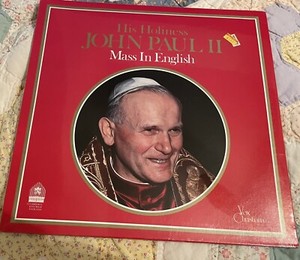 His Holiness
JOHN PAUL II
Mass In English